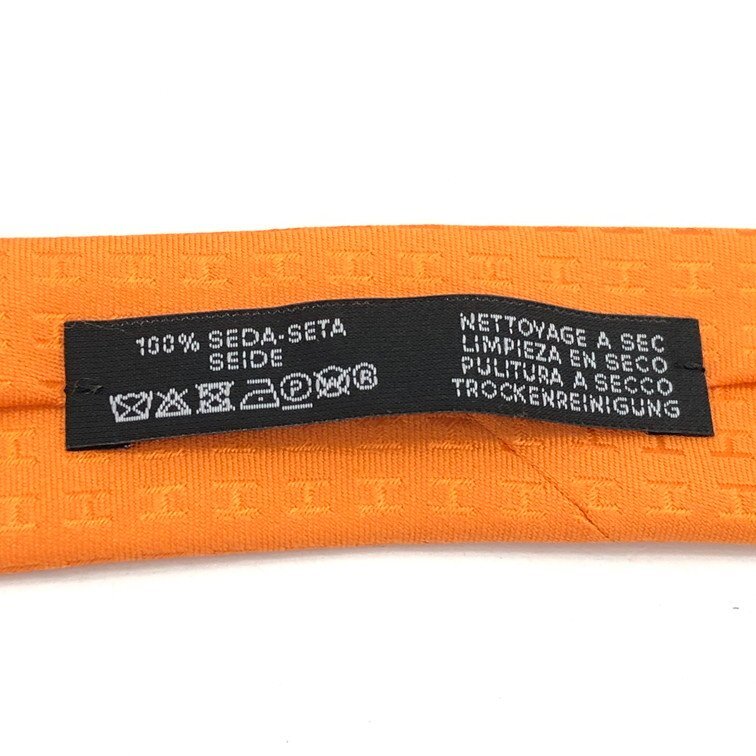 100% SEDA-SETA
SEIDE
NETTOYAGE A SEC
LIMPIEZA EN SECO
PULITURA A SECCO
TROCKENREINIGUNG
P
®